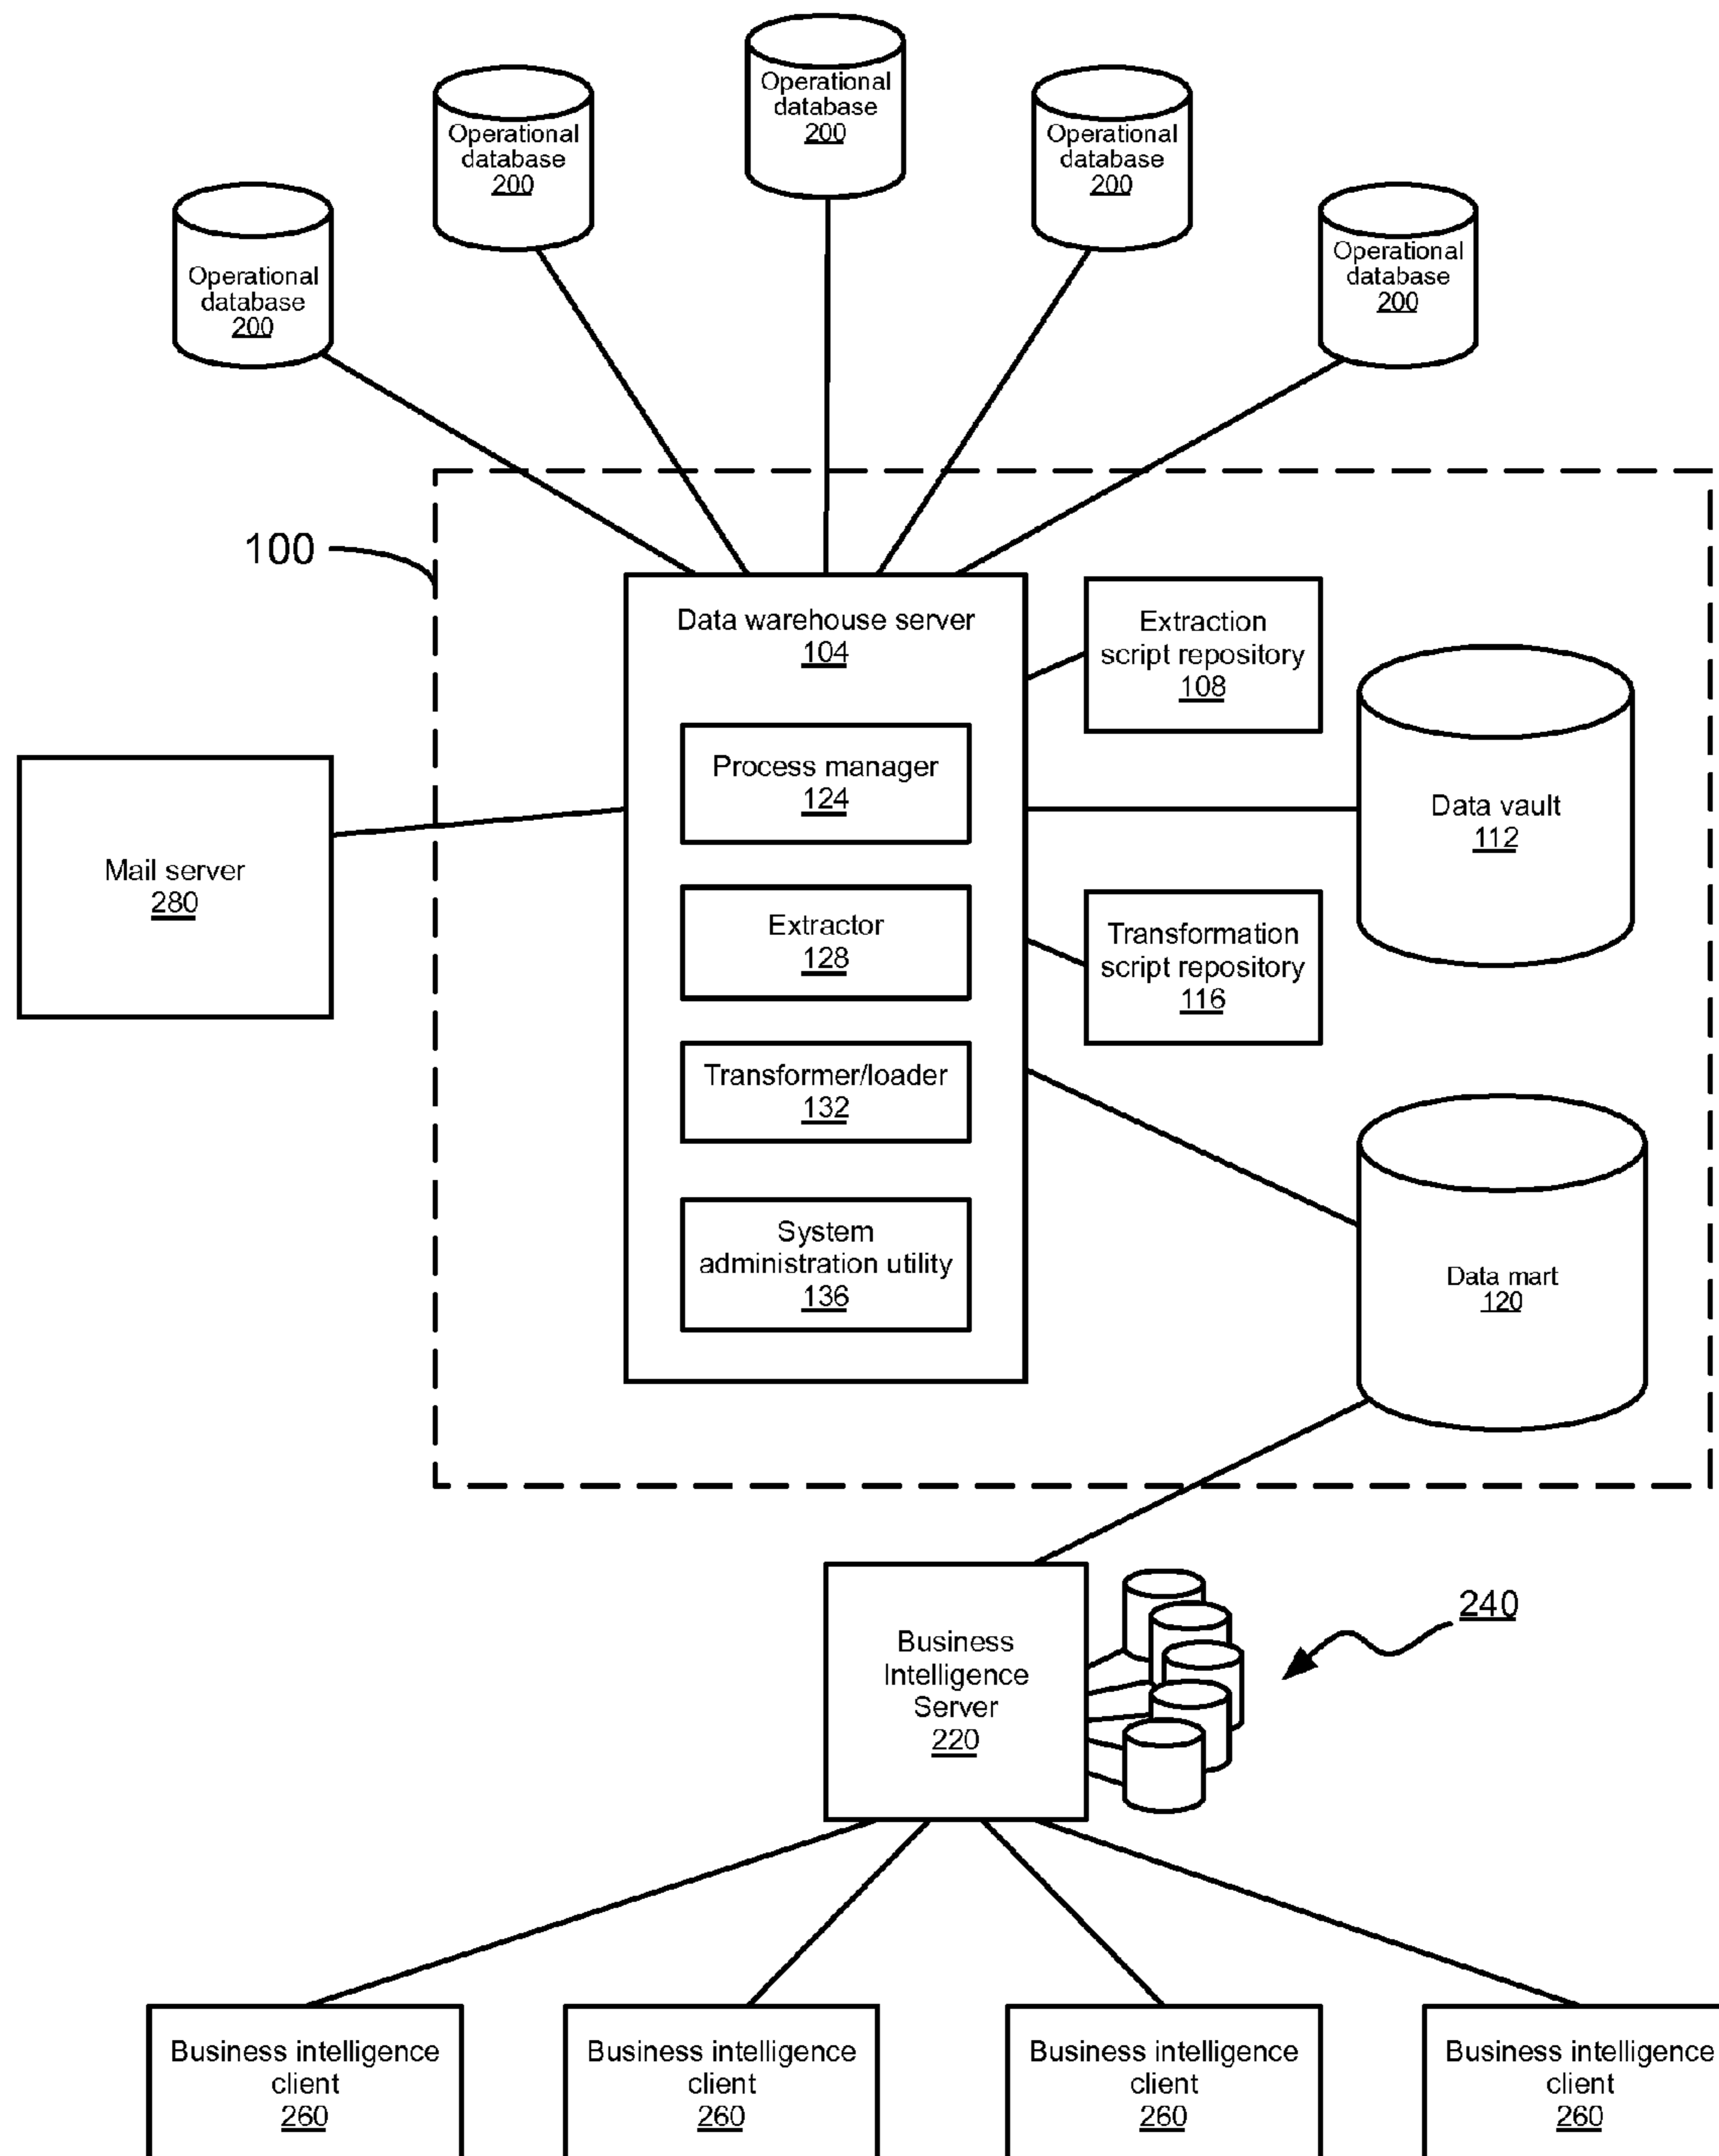 Operational
database
200
Operational
database
200
Operational
database
200
Operational
database
200
Operational
database
200
100
Data warehouse server
104
Process manager
124
Extractor
128
Transformer/loader
132
System
administration utility
136
Extraction
script repository
108
Data vault
112
Transformation
script repository
116
Data mart
120
Mail server
280
Business
Intelligence
Server
220
240
Business intelligence
client
260
Business intelligence
client
260
Business intelligence
client
260
Business intelligence
client
260